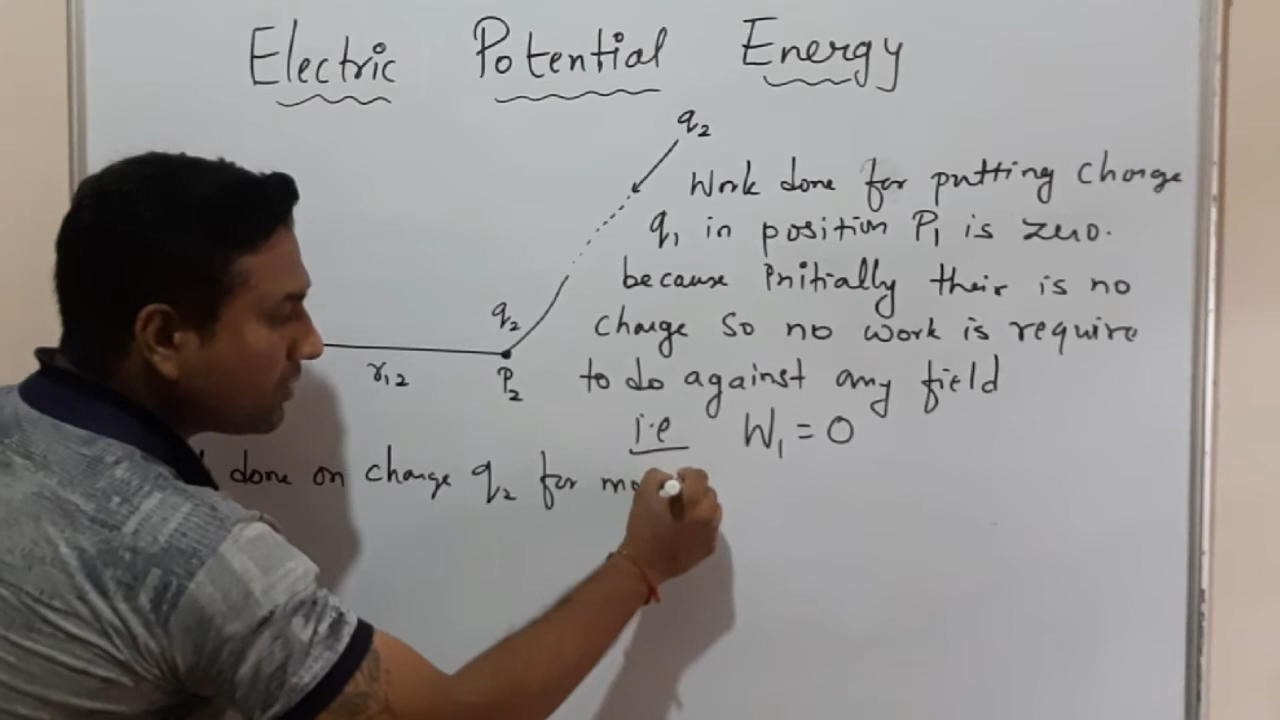 Electric Potential Energy
q2
Work done for putting Charge
q1 in position P1 is zero.
because initially their is no
Charge so no work is require
to do against any field
i.e W1 = 0
q2
r12
P2
done on charge q2 for